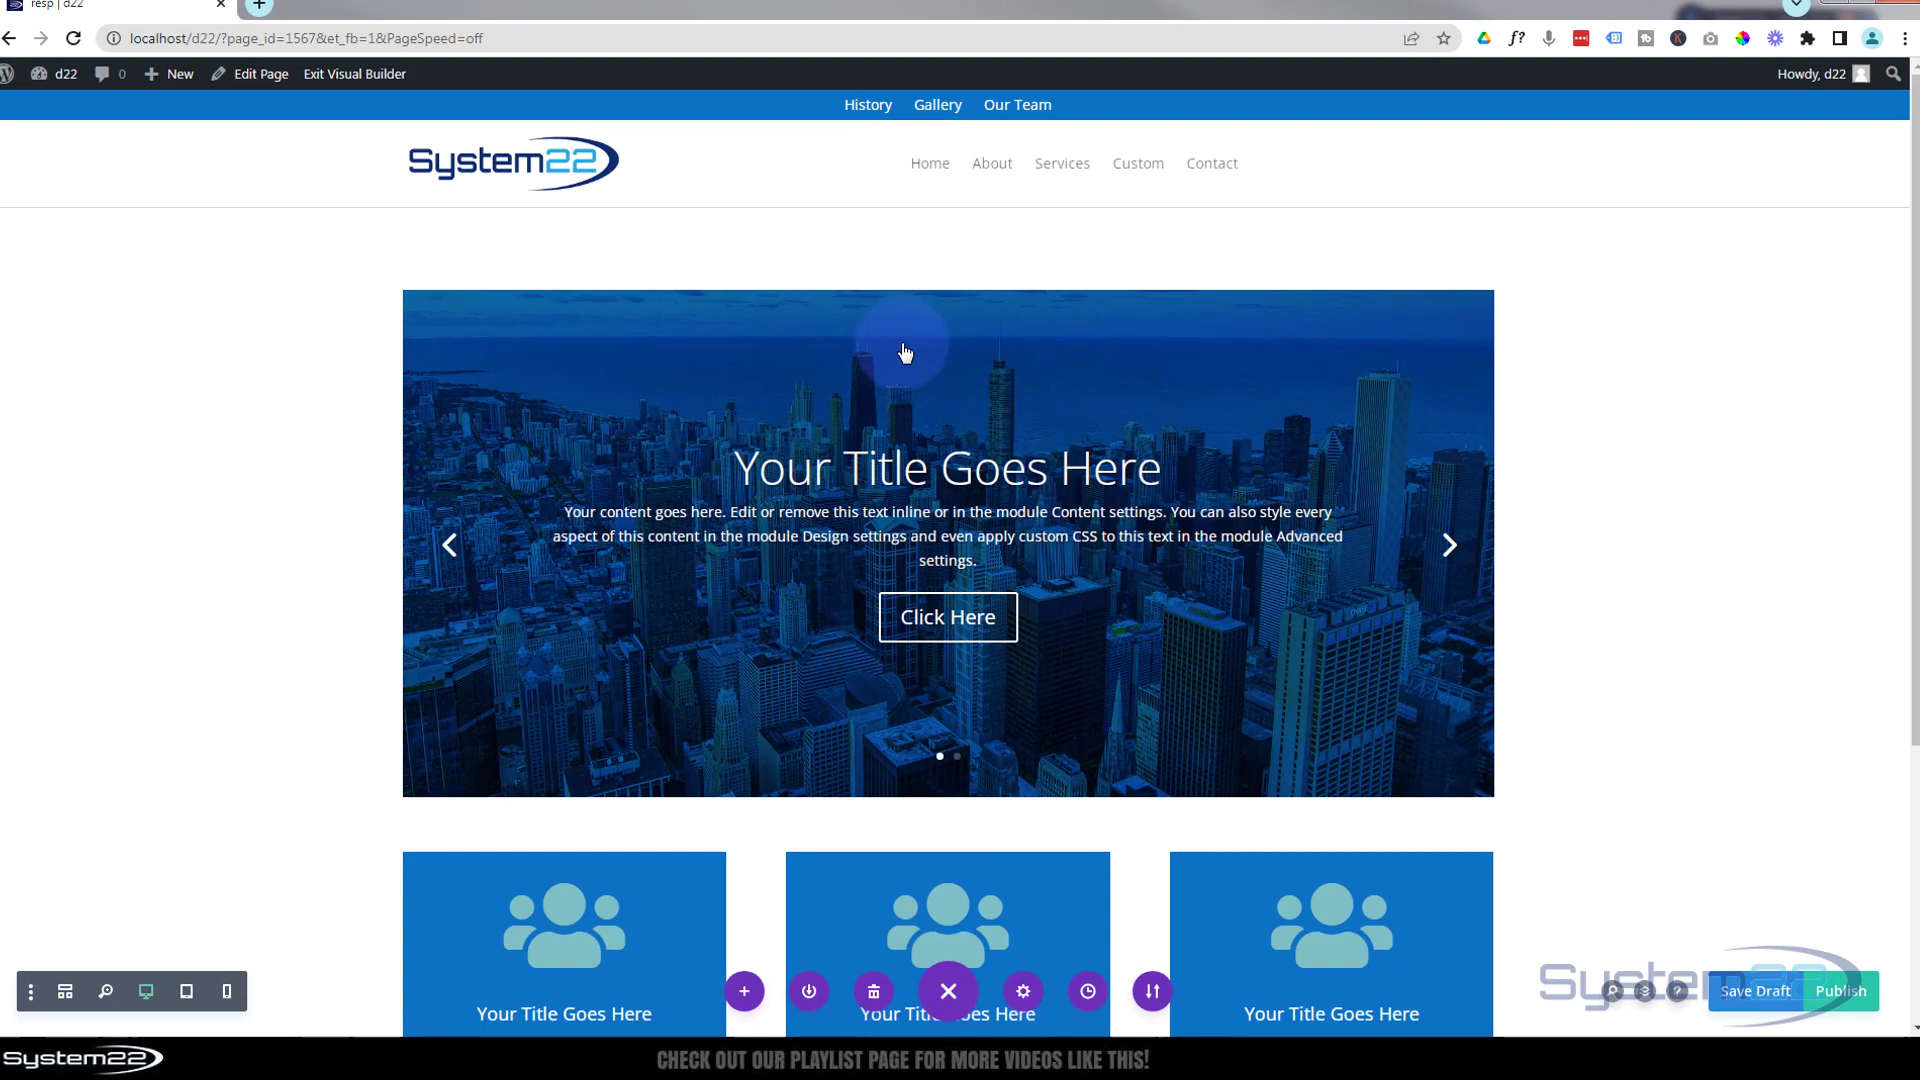 resp | d22
localhost/d22/?page_id=1567&et_fb=1&PageSpeed=off
d22 0 New Edit Page Exit Visual Builder Howdy, d22
History Gallery Our Team
System22 Home About Services Custom Contact
Your Title Goes Here
Your content goes here. Edit or remove this text inline or in the module Content settings. You can also style every
aspect of this content in the module Design settings and even apply custom CSS to this text in the module Advanced
settings.
Click Here
Your Title Goes Here Your Title Goes Here Your Title Goes Here
System22
Save Draft Publish
System22 CHECK OUT OUR PLAYLIST PAGE FOR MORE VIDEOS LIKE THIS!